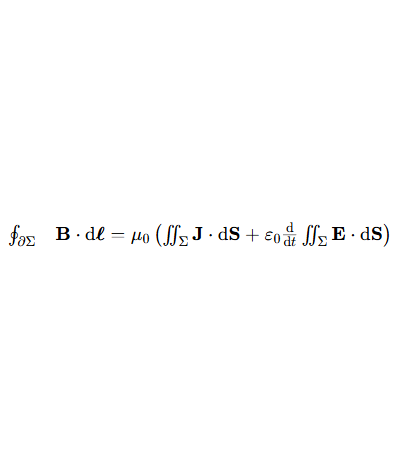 ∮∂Σ B · dℓ = μ0 (∬Σ J · dS + ε0 d/dt ∬Σ E · dS)